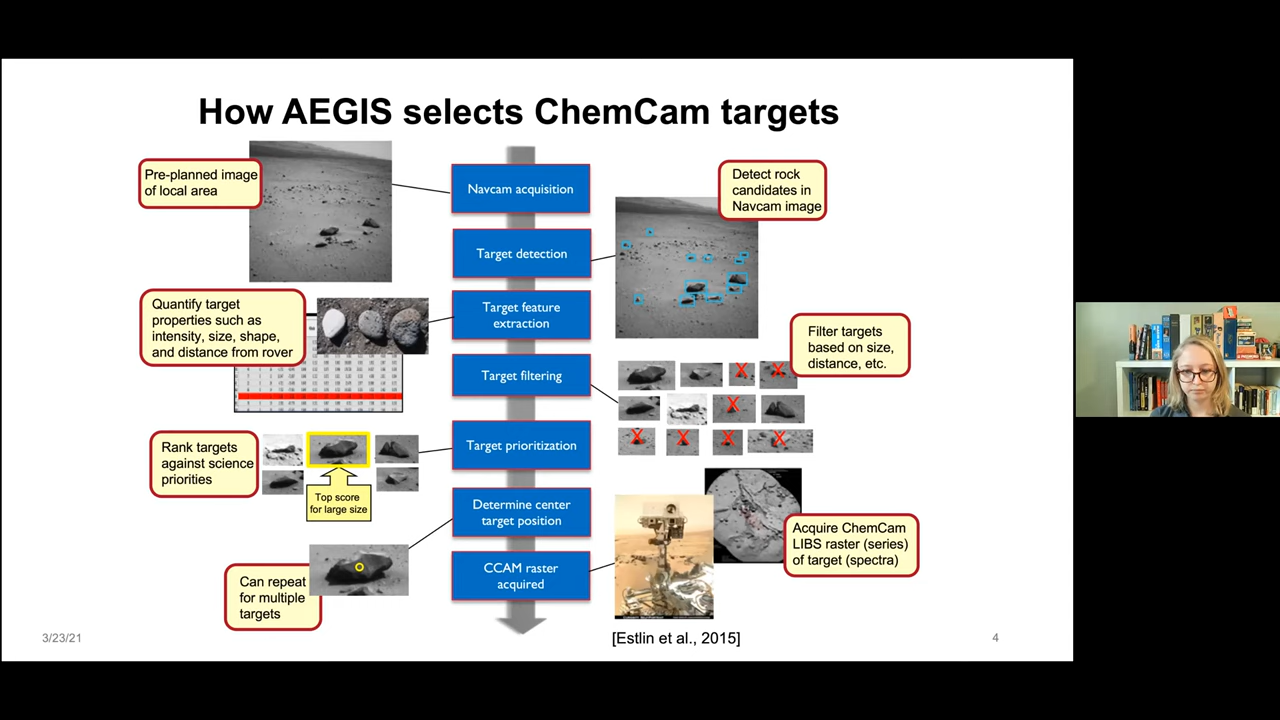 How AEGIS selects ChemCam targets
Pre-planned image
of local area
Navcam acquisition
Detect rock
candidates in
Navcam image
Target detection
Quantify target
properties such as
intensity, size, shape,
and distance from rover
Target feature
extraction
Filter targets
based on size,
distance, etc.
Target filtering
Rank targets
against science
priorities
Top score
for large size
Target prioritization
Determine center
target position
Can repeat
for multiple
targets
CCAM raster
acquired
Acquire ChemCam
LIBS raster (series)
of target (spectra)
X
X
X
X
X
X
X
3/23/21
[Estlin et al., 2015]
4